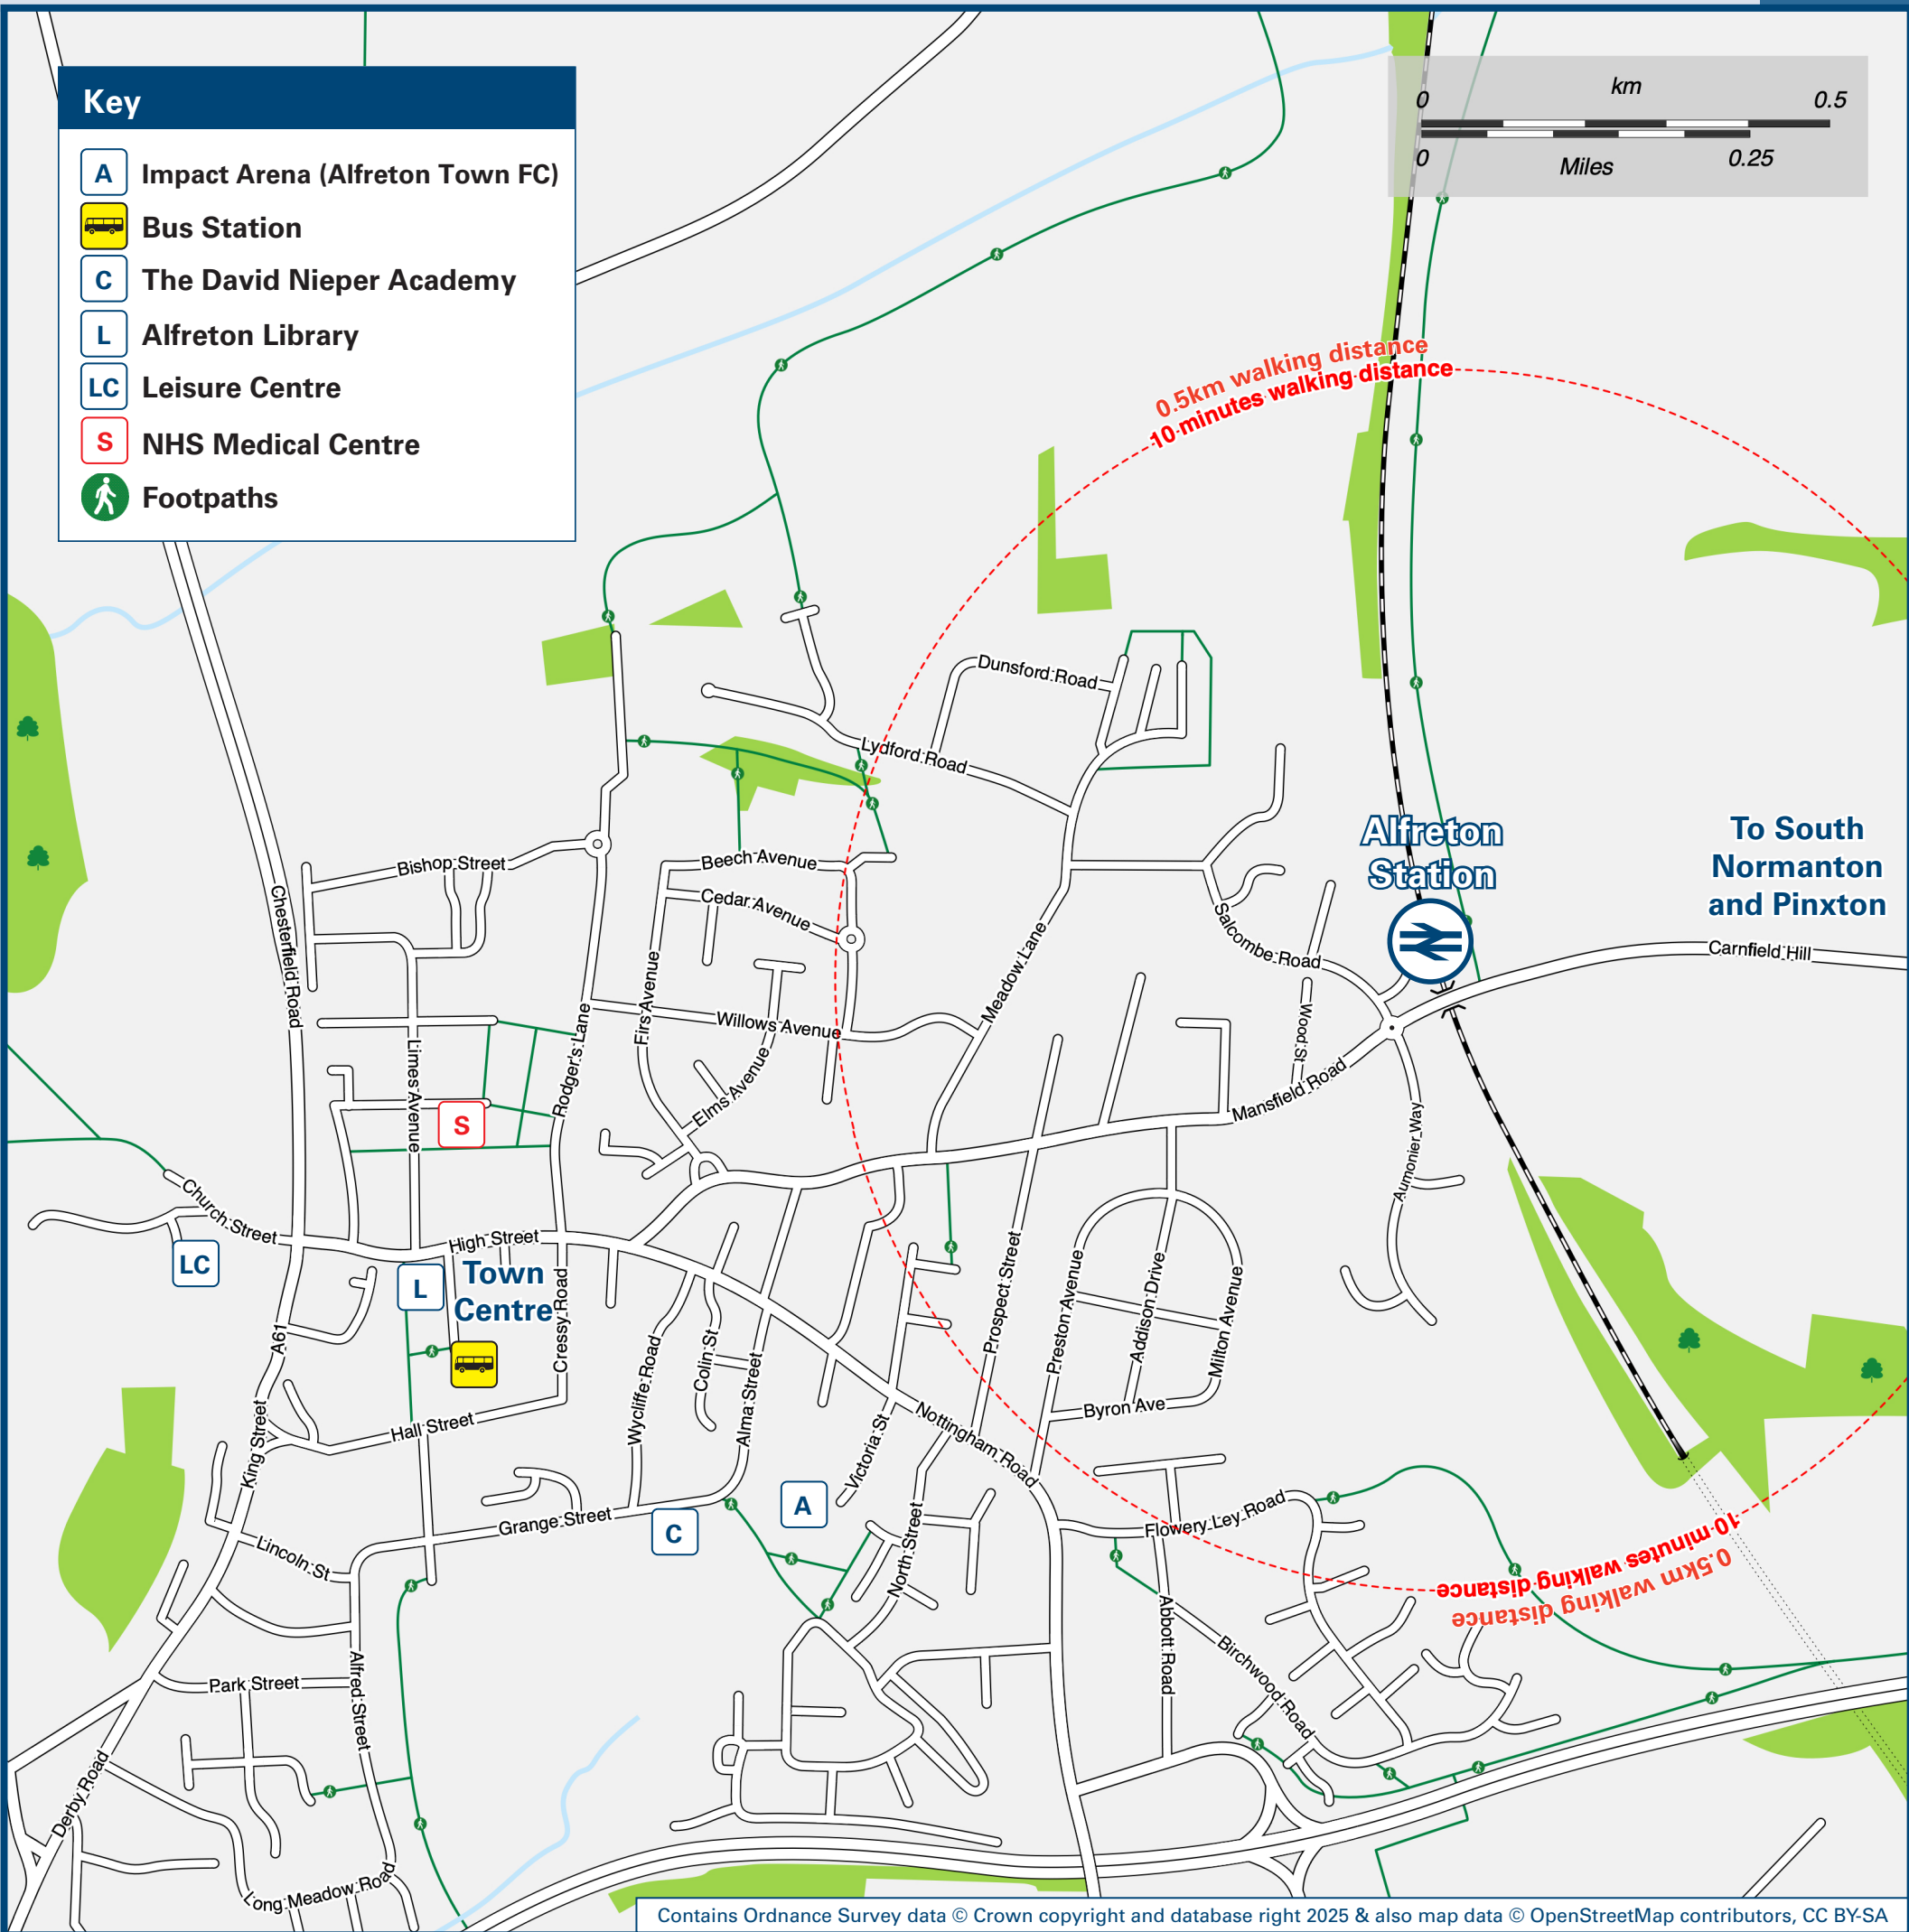 Key
A Impact Arena (Alfreton Town FC)
Bus Station
C The David Nieper Academy
L Alfreton Library
LC Leisure Centre
S NHS Medical Centre
Footpaths
km
0 0.5
0 0.25
Miles
0.5km walking distance
10 minutes walking distance
Dunsford Road
Lydford Road
Alfreton
Station
To South
Normanton
and Pinxton
Bishop Street
Beech Avenue
Cedar Avenue
Chesterfield Road
Salcombe Road
Carnfield Hill
Meadow Lane
Firs Avenue
Willows Avenue
Rodger's Lane
Limes Avenue
Wood St
Elms Avenue
Mansfield Road
S
Aumonier Way
Church Street
High Street
LC
L
Town
Centre
Cressy Road
A61
Prospect Street
Preston Avenue
Addison Drive
Milton Avenue
Wycliffe Road
Colin St
Alma Street
Byron Ave
Hall Street
King Street
Nottingham Road
Victoria St
A
C
Grange Street
North Street
Flowery Ley Road
Lincoln St
10 minutes walking distance
0.5km walking distance
Abbott Road
Birchwood Road
Park Street
Alfred Street
Derby Road
Long Meadow Road
Contains Ordnance Survey data © Crown copyright and database right 2025 & also map data © OpenStreetMap contributors, CC BY-SA